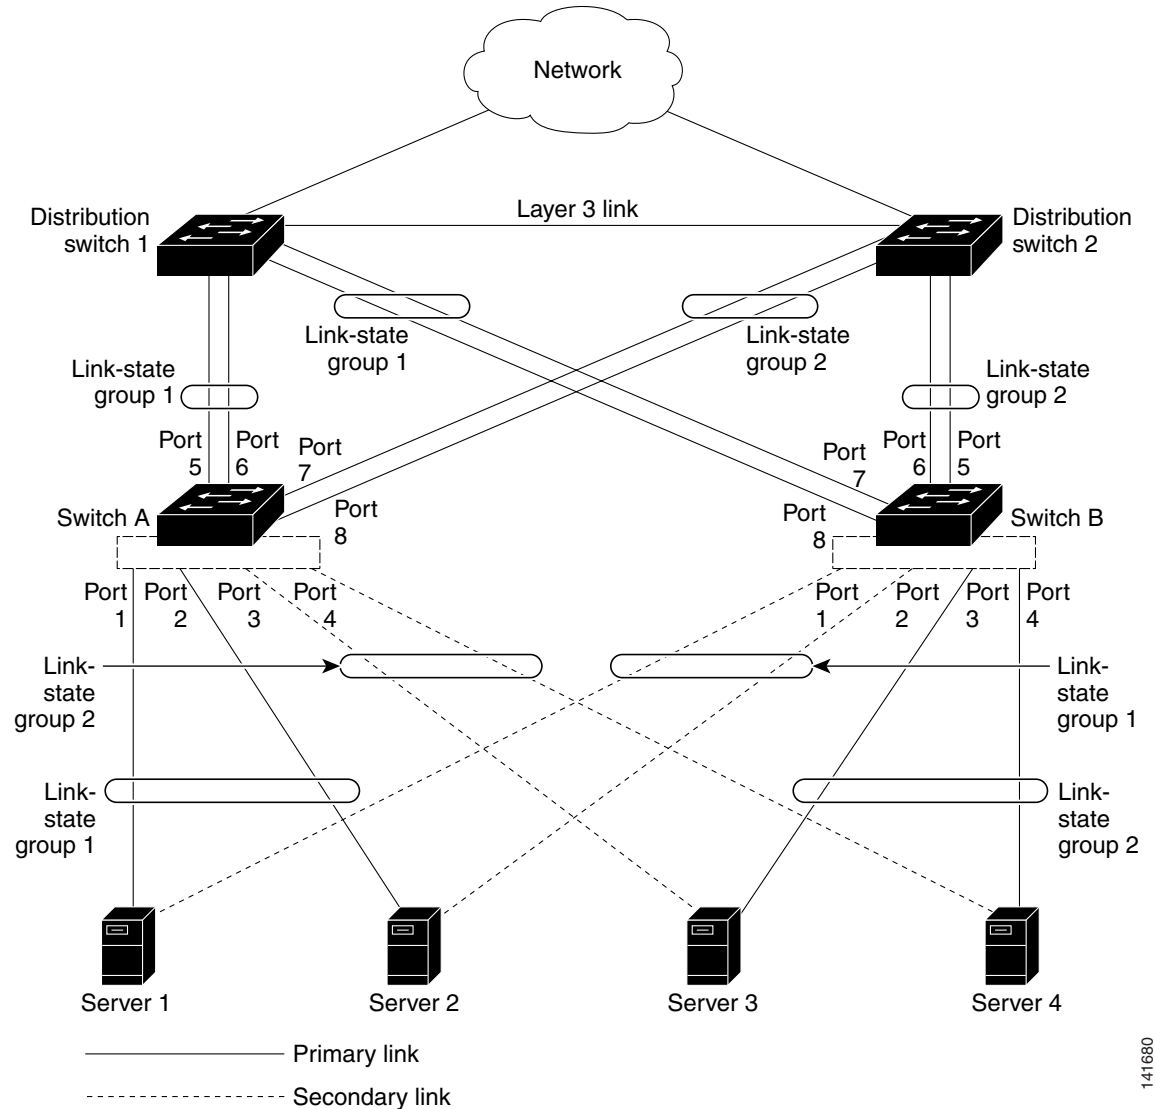 Network
Layer 3 link
Distribution
switch 1
Distribution
switch 2
Link-state
group 1
Link-state
group 2
Link-state
group 1
Link-state
group 2
Port
5
Port
6
Port
7
Port
8
Port
7
Port
6
Port
5
Port
8
Switch A
Switch B
Port
1
Port
2
Port
3
Port
4
Port
1
Port
2
Port
3
Port
4
Link-
state
group 2
Link-
state
group 1
Link-
state
group 1
Link-
state
group 2
Server 1
Server 2
Server 3
Server 4
Primary link
Secondary link
141680